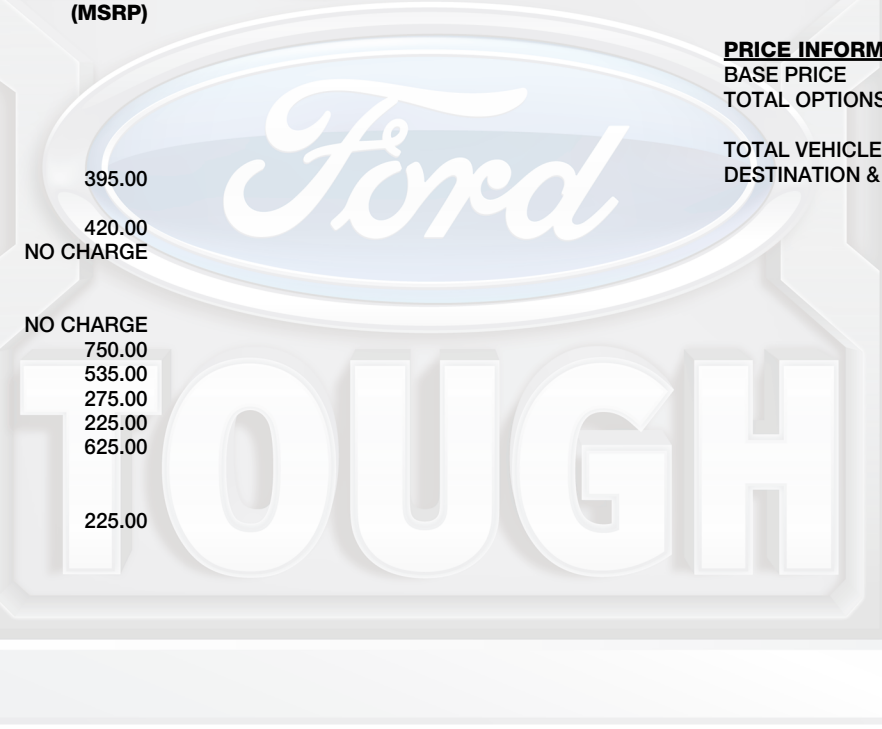 (MSRP)
395.00
420.00
NO CHARGE
NO CHARGE
750.00
535.00
275.00
225.00
625.00
225.00
PRICE INFORM
BASE PRICE
TOTAL OPTIONS
TOTAL VEHICLE
DESTINATION &
Ford
TOUGH